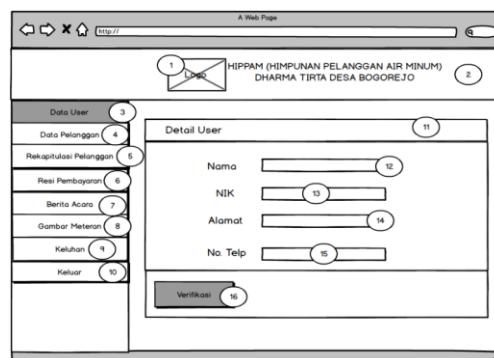 A Web Page
http://
1 Logo HIPPAM (HIMPUNAN PELANGGAN AIR MINUM)
DHARMA TIRTA DESA BOGOREJO 2
Data User 3
Data Pelanggan 4
Rekapitulasi Pelanggan 5
Resi Pembayaran 6
Berita Acara 7
Gambar Meteran 8
Keluhan 9
Keluar 10
Detail User 11
Nama 12
NIK 13
Alamat 14
No. Telp 15
Verifikasi 16